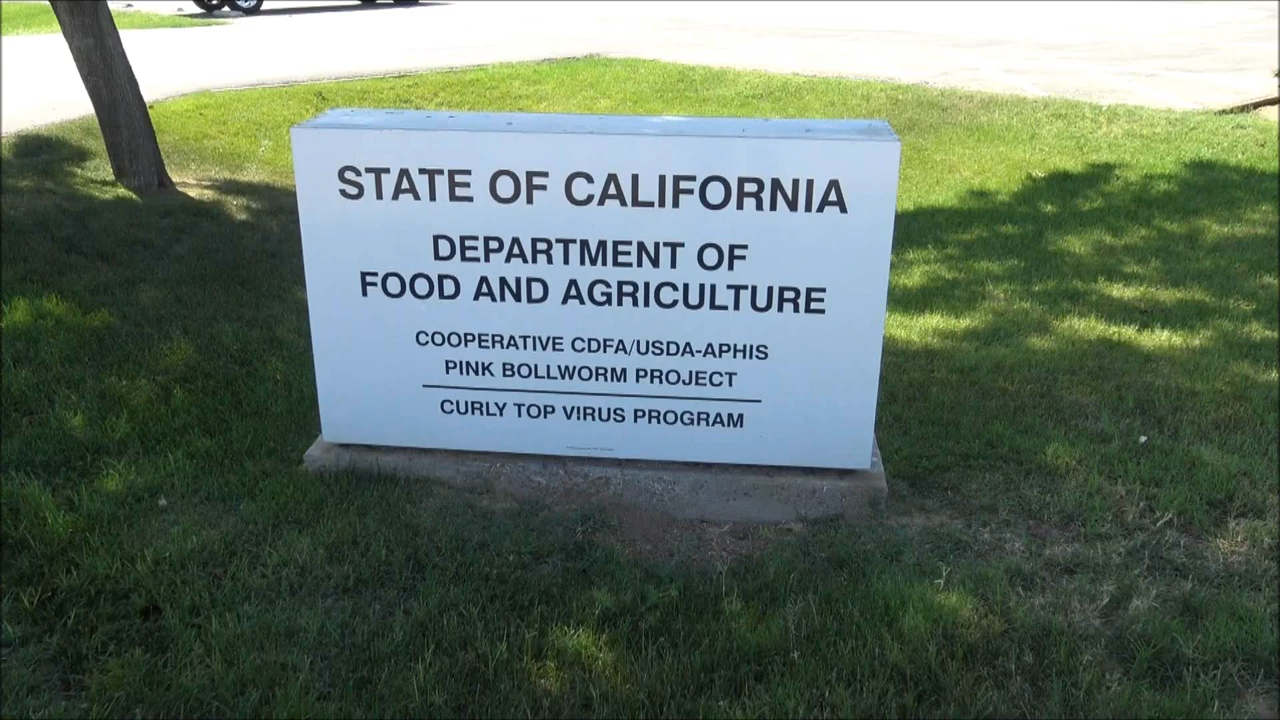 STATE OF CALIFORNIA
DEPARTMENT OF
FOOD AND AGRICULTURE
COOPERATIVE CDFA/USDA-APHIS
PINK BOLLWORM PROJECT
CURLY TOP VIRUS PROGRAM